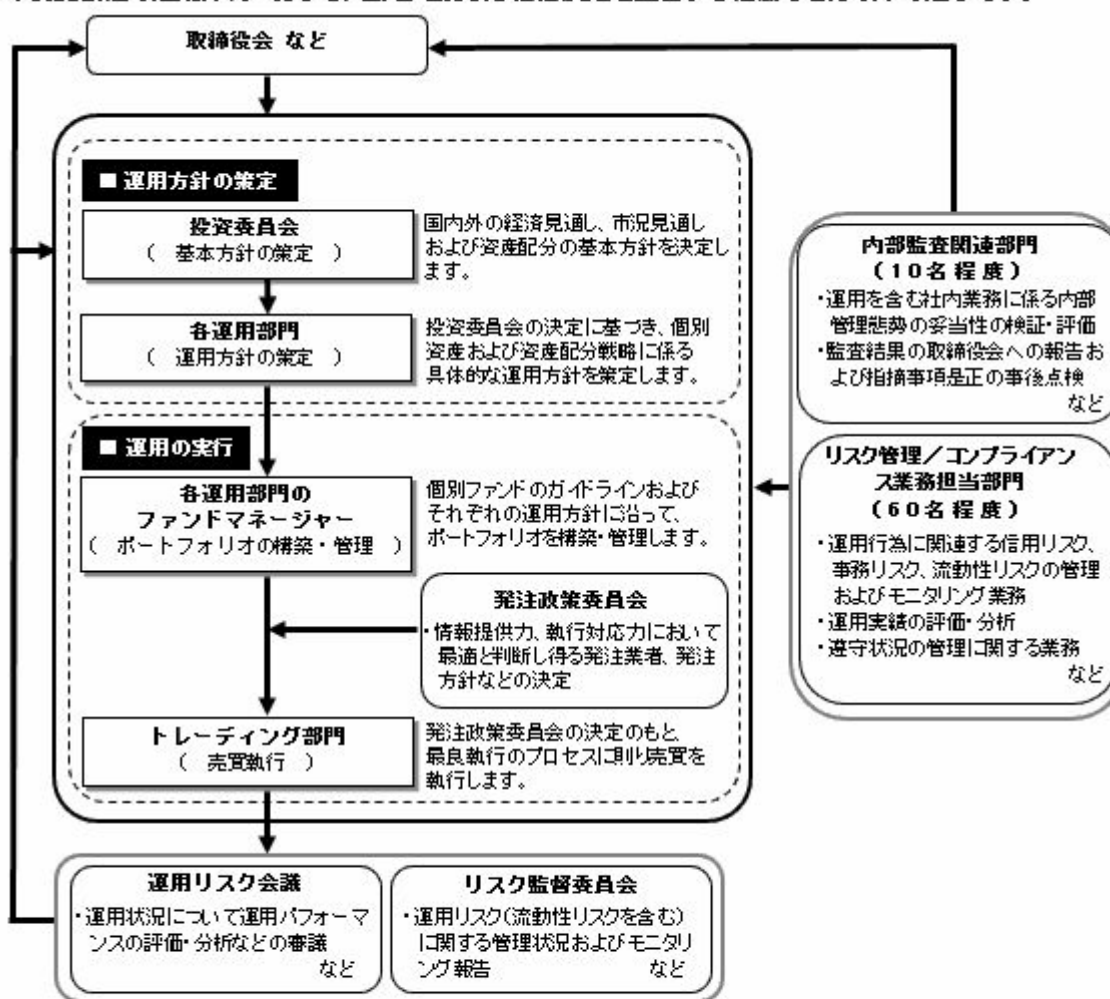 取締役会 など
■ 運用方針の策定
投資委員会
( 基本方針の策定 )
国内外の経済見通し、市況見通し
および資産配分の基本方針を決定し
ます。
各運用部門
( 運用方針の策定 )
投資委員会の決定に基づき、個別
資産および資産配分戦略に係る
具体的な運用方針を策定します。
■ 運用の実行
各運用部門の
ファンドマネージャー
( ポートフォリオの構築・管理 )
個別ファンドのガイドラインおよび
それぞれの運用方針に沿って、
ポートフォリオを構築・管理します。
発注政策委員会
・情報提供力、執行対応力において
最適と判断し得る発注業者、発注
方針などの決定
トレーディング部門
( 売買執行 )
発注政策委員会の決定のもと、
最良執行のプロセスに則り売買を
執行します。
運用リスク会議
・運用状況について運用パフォーマ
ンスの評価・分析などの審議
など
リスク監督委員会
・運用リスク(流動性リスクを含む)
に関する管理状況およびモニタリ
ング報告 など
内部監査関連部門
(10名程度)
・運用を含む社内業務に係る内部
管理態勢の妥当性の検証・評価
・監査結果の取締役会への報告お
よび指摘事項是正の事後点検
など
リスク管理/コンプライアン
ス業務担当部門
(60名程度)
・運用行為に関連する信用リスク、
事務リスク、流動性リスクの管理
およびモニタリング業務
・運用実績の評価・分析
・遵守状況の管理に関する業務
など